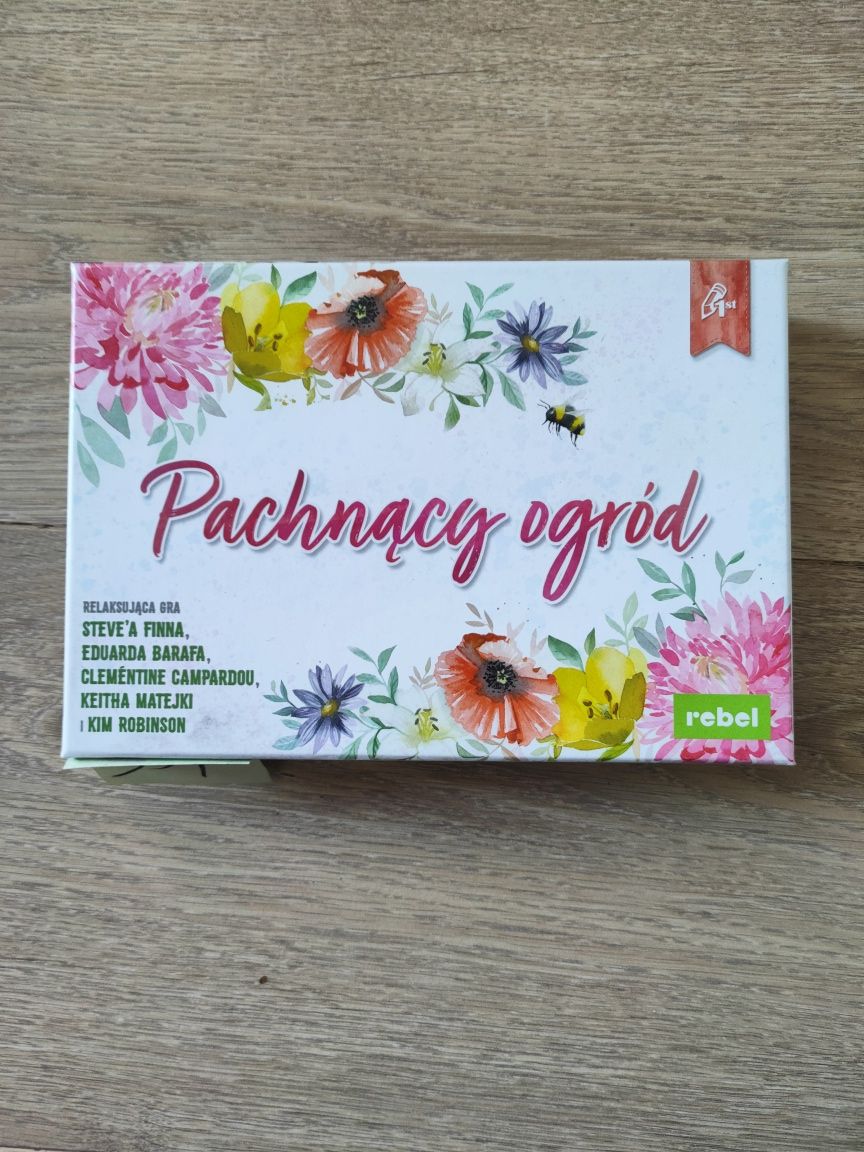 1st
Pachnący ogród
RELAKSUJĄCA GRA
STEVE'A FINNA,
EDUARDA BARAFA,
CLEMÉNTINE CAMPARDOU,
KEITHA MATEJKI
I KIM ROBINSON
rebel